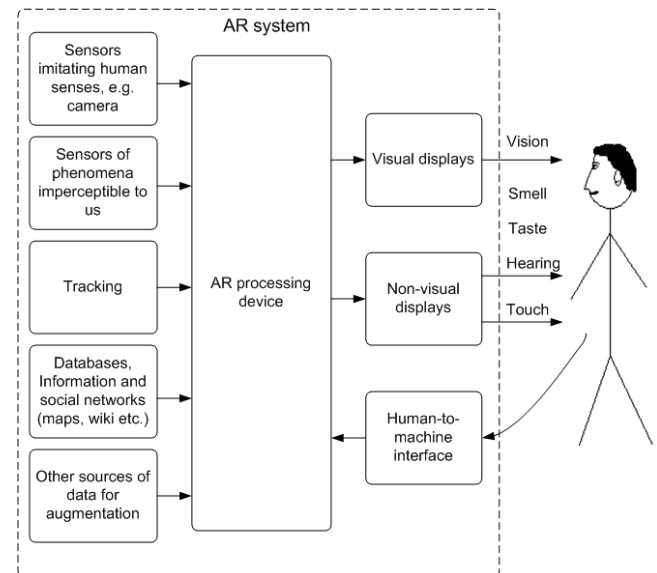 AR system
Sensors
imitating human
senses, e.g.
camera
Sensors of
phenomena
imperceptible to
us
Tracking
Databases,
Information and
social networks
(maps, wiki etc.)
Other sources of
data for
augmentation
AR processing
device
Visual displays
Non-visual
displays
Human-to-
machine
interface
Vision
Smell
Taste
Hearing
Touch